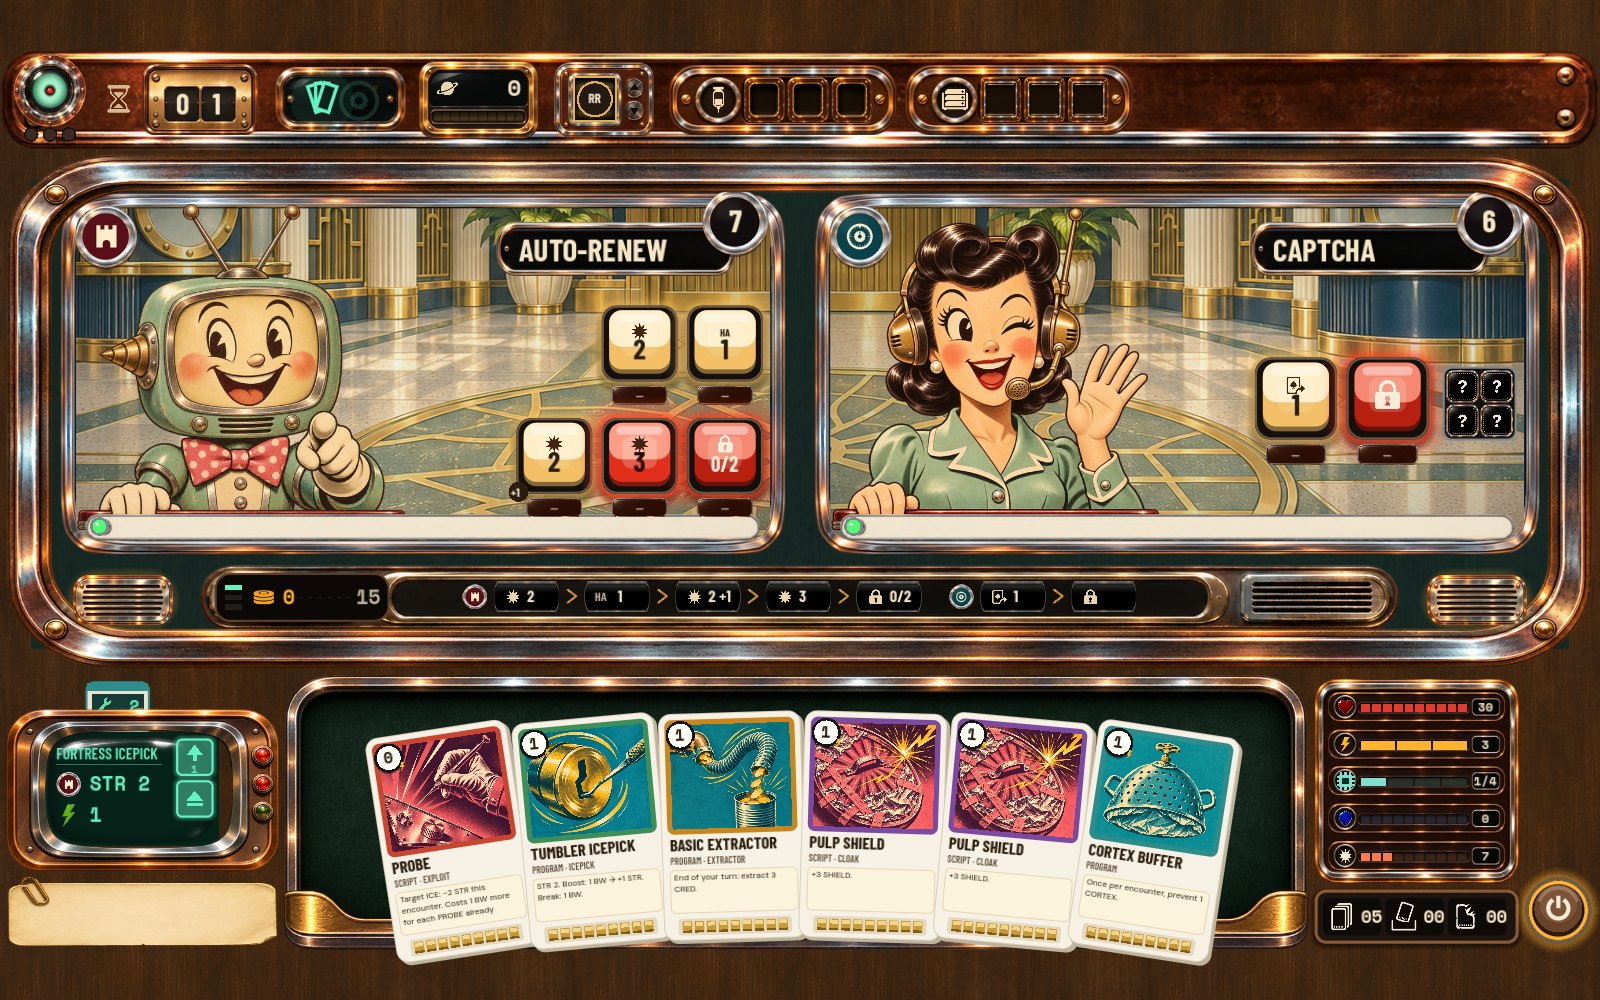 0 1
0
RR
7
AUTO-RENEW
2
HA
1
2
3
0/2
+1
6
CAPTCHA
1
? ?
? ?
0 15
2 > HA 1 > 2 +1 > 3 > 0/2
1 >
2
FORTRESS ICEPICK
STR 2
1
1
0
PROBE
SCRIPT · EXPLOIT
Target ICE: -2 STR this
encounter. Costs 1 BW more
for each PROBE already
1
TUMBLER ICEPICK
PROGRAM · ICEPICK
STR 2. Boost: 1 BW → +1 STR.
Break: 1 BW.
1
BASIC EXTRACTOR
PROGRAM · EXTRACTOR
End of your turn: extract 3
CRED.
1
PULP SHIELD
SCRIPT · CLOAK
+3 SHIELD.
1
PULP SHIELD
SCRIPT · CLOAK
+3 SHIELD.
1
CORTEX BUFFER
PROGRAM
Once per encounter, prevent 1
CORTEX.
30
3
1/4
0
7
05 00 00